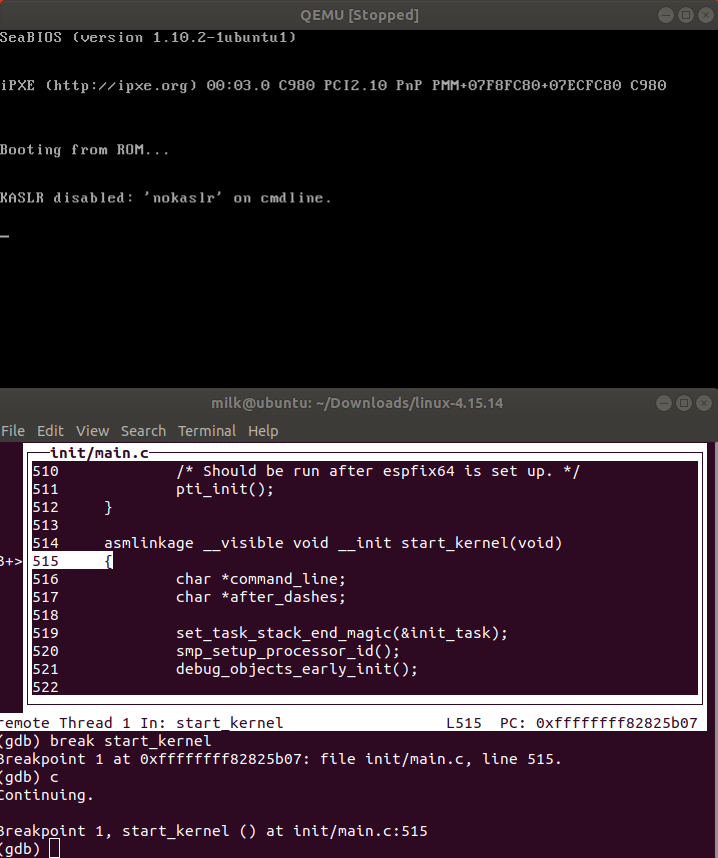 QEMU [Stopped]
SeaBIOS (version 1.10.2-1ubuntu1)
iPXE (http://ipxe.org) 00:03.0 C980 PCI2.10 PnP PMM+07F8FC80+07ECFC80 C980
Booting from ROM...
KASLR disabled: 'nokaslr' on cmdline.
_
milk@ubuntu: ~/Downloads/linux-4.15.14
File Edit View Search Terminal Help
init/main.c
510 /* Should be run after espfix64 is set up. */
511 pti_init();
512 }
513
514 asmlinkage __visible void __init start_kernel(void)
B+> 515 {
516 char *command_line;
517 char *after_dashes;
518
519 set_task_stack_end_magic(&init_task);
520 smp_setup_processor_id();
521 debug_objects_early_init();
522
remote Thread 1 In: start_kernel L515 PC: 0xffffffff82825b07
(gdb) break start_kernel
Breakpoint 1 at 0xffffffff82825b07: file init/main.c, line 515.
(gdb) c
Continuing.
Breakpoint 1, start_kernel () at init/main.c:515
(gdb)